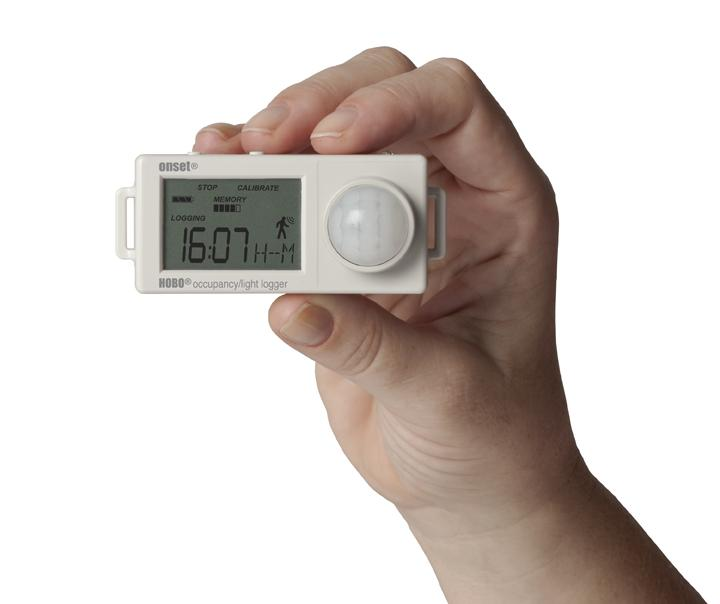 onset®
STOP CALIBRATE
MEMORY
LOGGING
16:07 H--M
HOBO® occupancy/light logger